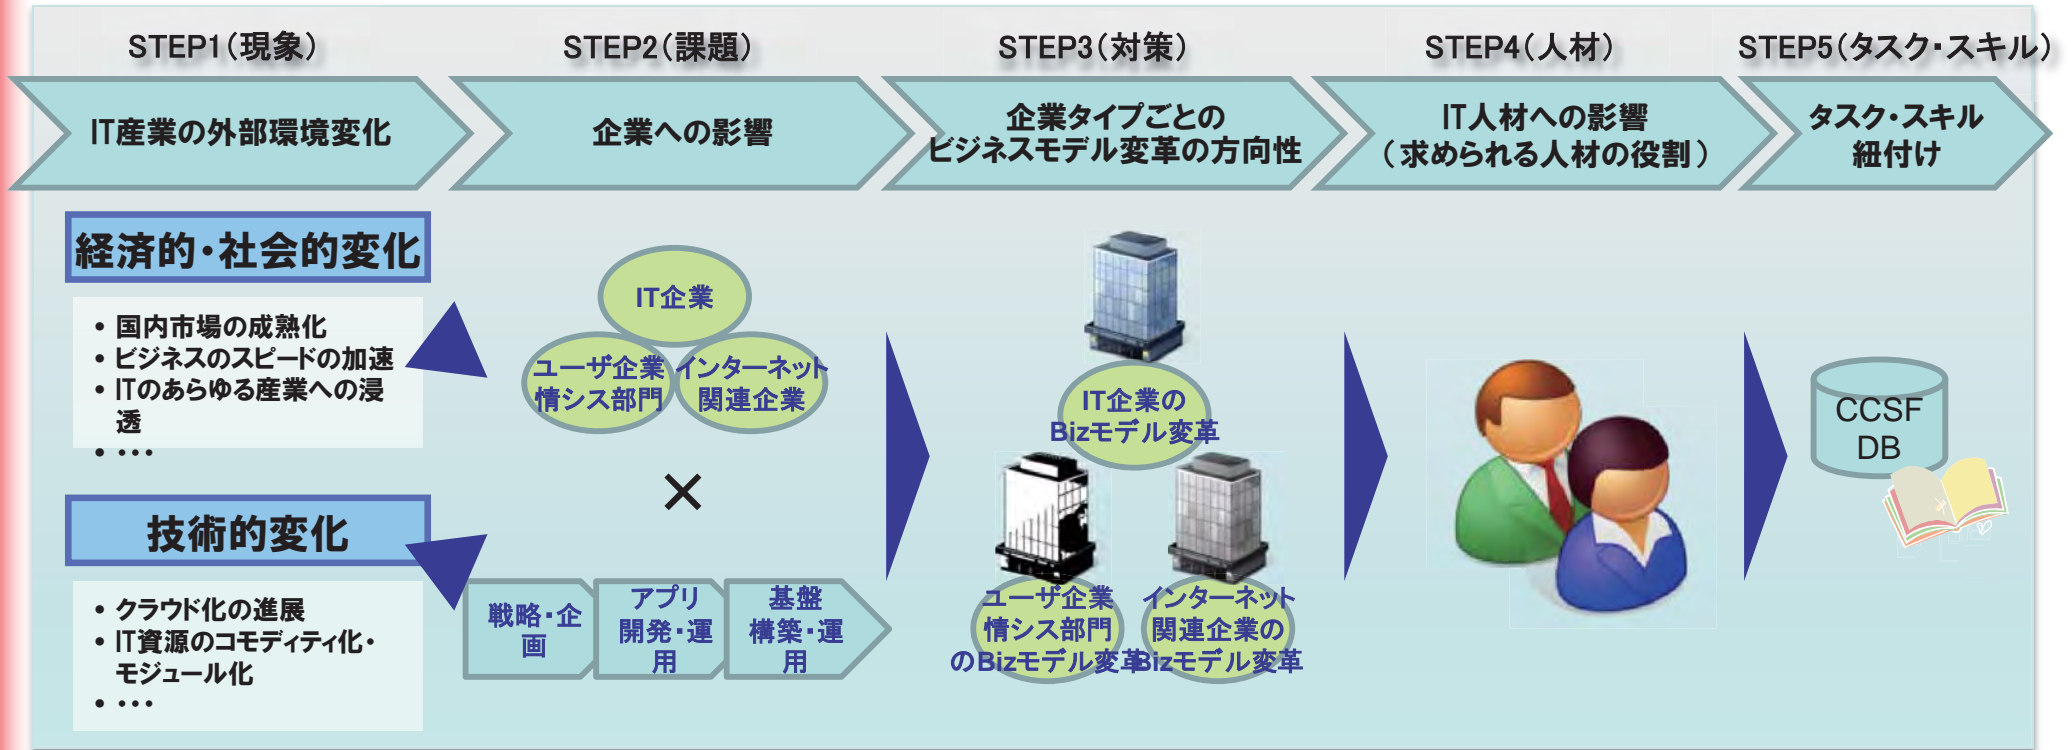 STEP1(現象)
STEP2(課題)
STEP3(対策)
STEP4(人材)
STEP5(タスク・スキル)
IT産業の外部環境変化
企業への影響
企業タイプごとの
ビジネスモデル変革の方向性
IT人材への影響
(求められる人材の役割)
タスク・スキル
紐付け
経済的・社会的変化
• 国内市場の成熟化
• ビジネスのスピードの加速
• ITのあらゆる産業への浸
透
• ・・・
技術的変化
• クラウド化の進展
• IT資源のコモディティ化・
モジュール化
• ・・・
IT企業
ユーザ企業
情シス部門
インターネット
関連企業
×
戦略・企
画
アプリ
開発・運
用
基盤
構築・運
用
IT企業の
Bizモデル変革
ユーザ企業
情シス部門
のBizモデル変革
インターネット
関連企業の
Bizモデル変革
CCSF
DB